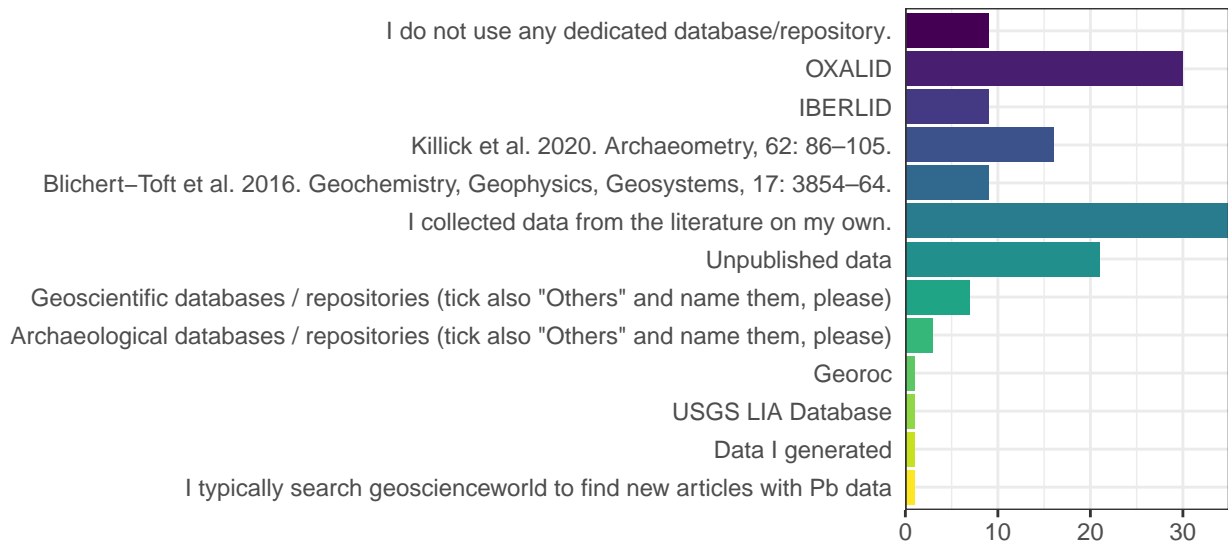 I do not use any dedicated database/repository.
OXALID
IBERLID
Killick et al. 2020. Archaeometry, 62: 86–105.
Blichert−Toft et al. 2016. Geochemistry, Geophysics, Geosystems, 17: 3854–64.
I collected data from the literature on my own.
Unpublished data
Geoscientific databases / repositories (tick also "Others" and name them, please)
Archaeological databases / repositories (tick also "Others" and name them, please)
Georoc
USGS LIA Database
Data I generated
I typically search geoscienceworld to find new articles with Pb data
0 10 20 30